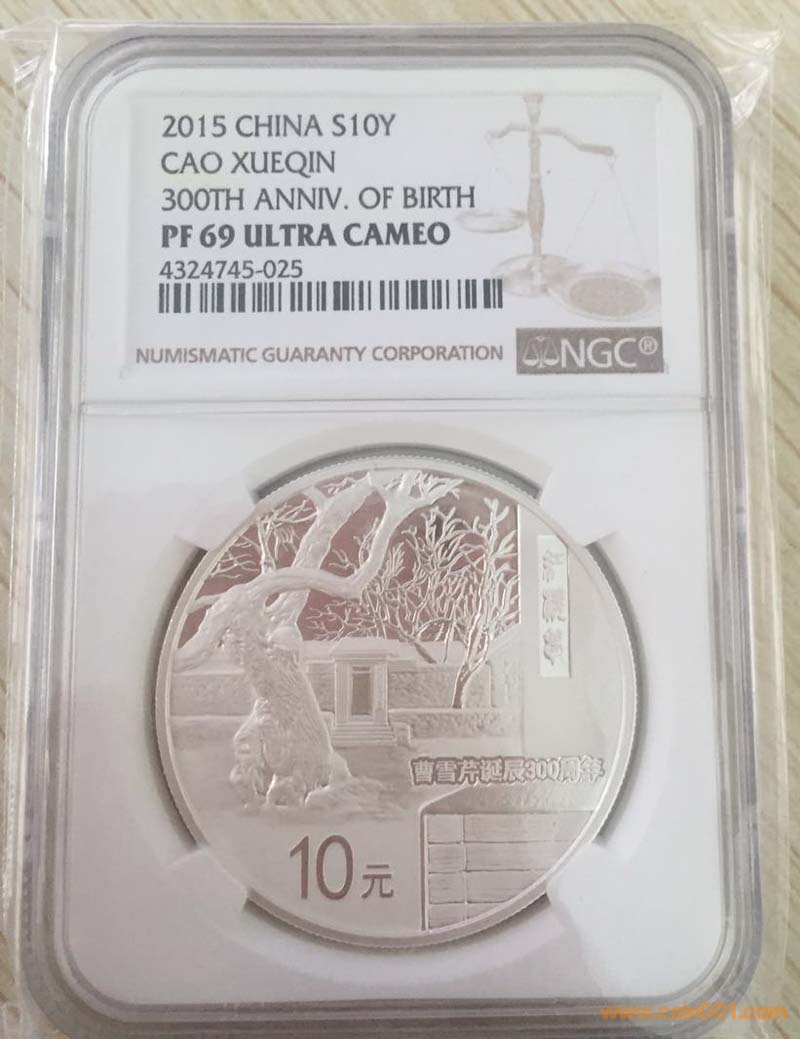 2015 CHINA S10Y
CAO XUEQIN
300TH ANNIV. OF BIRTH
PF 69 ULTRA CAMEO
4324745-025
NUMISMATIC GUARANTY CORPORATION
NGC®
曹雪芹诞辰300周年
10元
www.coin001.com